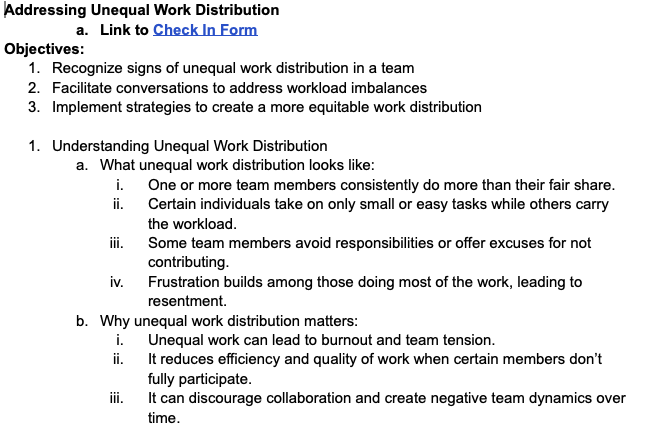 Addressing Unequal Work Distribution
a. Link to Check In Form
Objectives:
1. Recognize signs of unequal work distribution in a team
2. Facilitate conversations to address workload imbalances
3. Implement strategies to create a more equitable work distribution
1. Understanding Unequal Work Distribution
a. What unequal work distribution looks like:
i. One or more team members consistently do more than their fair share.
ii. Certain individuals take on only small or easy tasks while others carry
the workload.
iii. Some team members avoid responsibilities or offer excuses for not
contributing.
iv. Frustration builds among those doing most of the work, leading to
resentment.
b. Why unequal work distribution matters:
i. Unequal work can lead to burnout and team tension.
ii. It reduces efficiency and quality of work when certain members don’t
fully participate.
iii. It can discourage collaboration and create negative team dynamics over
time.